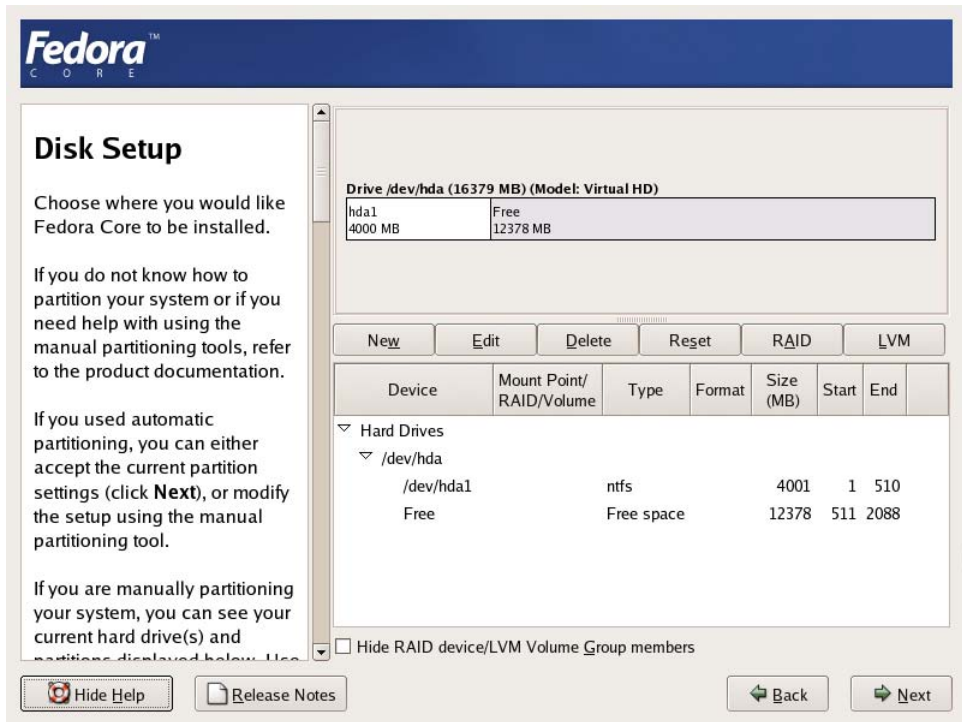 Fedora™
CORE
Disk Setup
Choose where you would like
Fedora Core to be installed.
If you do not know how to
partition your system or if you
need help with using the
manual partitioning tools, refer
to the product documentation.
If you used automatic
partitioning, you can either
accept the current partition
settings (click Next), or modify
the setup using the manual
partitioning tool.
If you are manually partitioning
your system, you can see your
current hard drive(s) and
Drive /dev/hda (16379 MB) (Model: Virtual HD)
hda1 Free
4000 MB 12378 MB
New Edit Delete Reset RAID LVM
Device Mount Point/ RAID/Volume Type Format Size (MB) Start End
Hard Drives
/dev/hda
/dev/hda1 ntfs 4001 1 510
Free Free space 12378 511 2088
Hide RAID device/LVM Volume Group members
Hide Help Release Notes Back Next